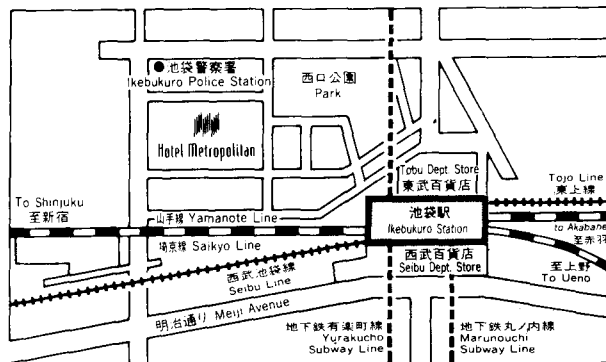 池袋警察署
Ikebukuro Police Station
西口公園
Park
Hotel Metropolitan
Tobu Dept. Store
東武百貨店
Tojo Line
東上線
To Shinjuku
至新宿
山手線 Yamanote Line
池袋駅
Ikebukuro Station
to Akabane
至赤羽
埼京線 Saikyo Line
西武百貨店
Seibu Dept. Store
至上野
To Ueno
西武池袋線
Seibu Line
明治通り Meiji Avenue
地下鉄有楽町線
Yurakucho
Subway Line
地下鉄丸ノ内線
Marunouchi
Subway Line